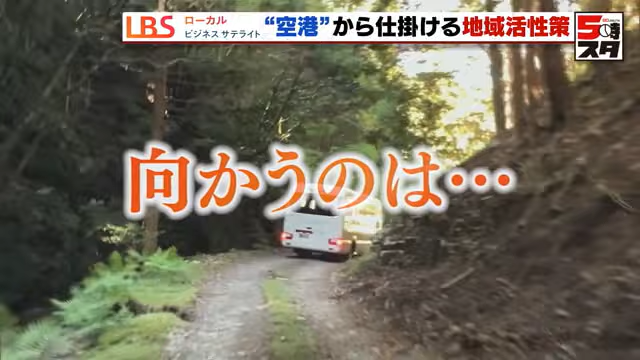 LBS
ローカル
ビジネス サテライト
“空港”から仕掛ける地域活性策
5時
スタ
向かうのは…